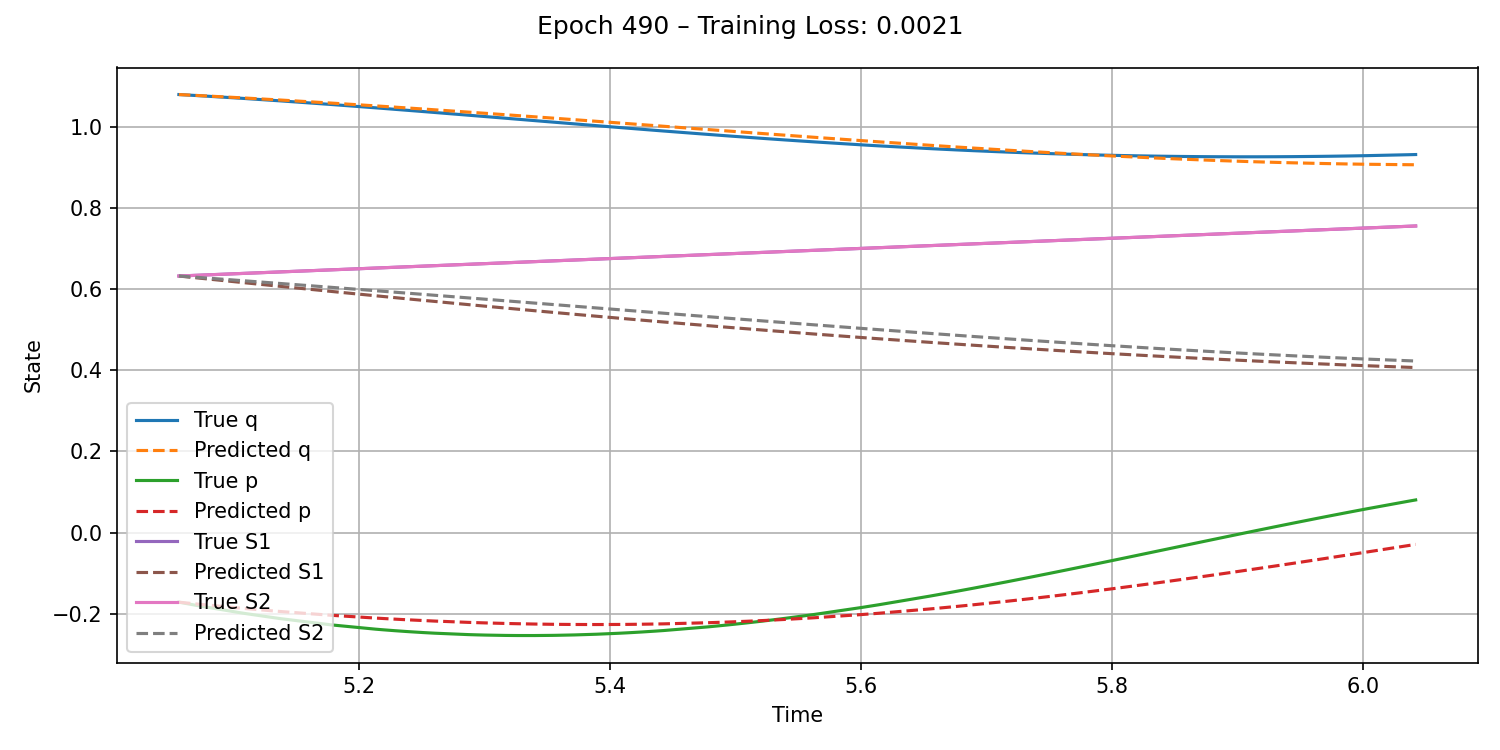 Epoch 490 – Training Loss: 0.0021
1.0
0.8
0.6
0.4
0.2
0.0
−0.2
State
True q
Predicted q
True p
Predicted p
True S1
Predicted S1
True S2
Predicted S2
5.2 5.4 5.6 5.8 6.0
Time